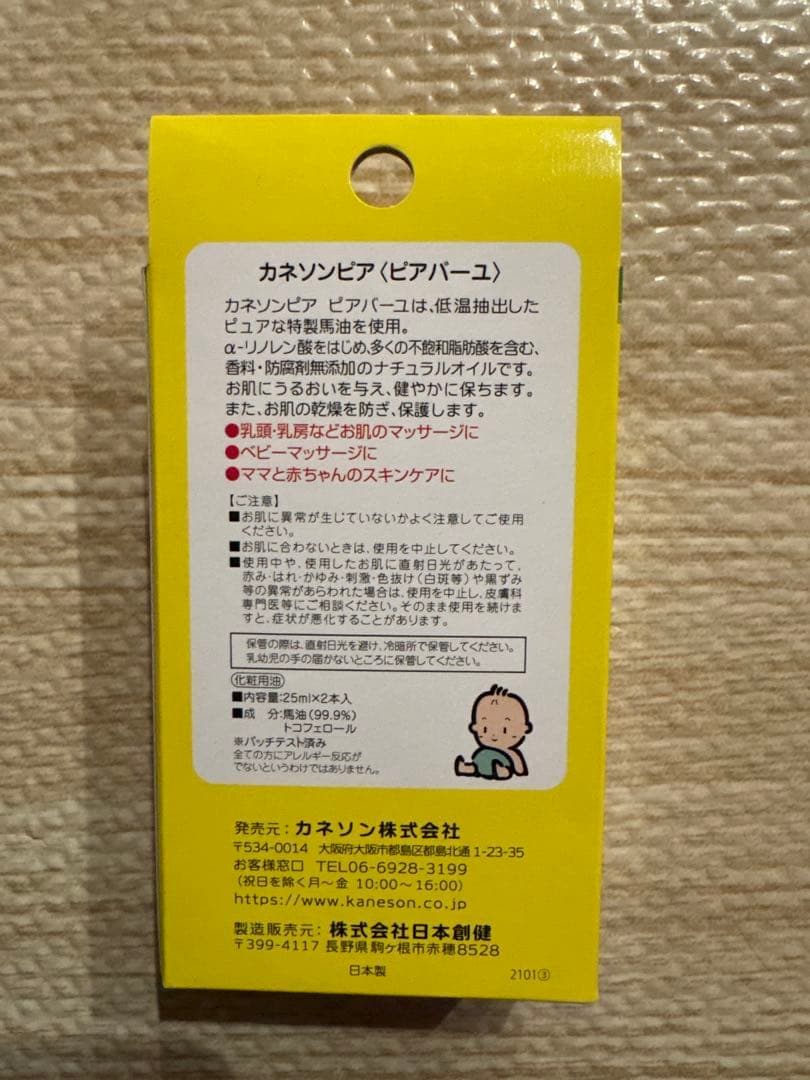 カネソンピア〈ピアバーユ〉
カネソンピア ピアバーユは、低温抽出した
ピュアな特製馬油を使用。
α-リノレン酸をはじめ、多くの不飽和脂肪酸を含む、
香料・防腐剤無添加のナチュラルオイルです。
お肌にうるおいを与え、健やかに保ちます。
また、お肌の乾燥を防ぎ、保護します。
●乳頭・乳房などお肌のマッサージに
●ベビーマッサージに
●ママと赤ちゃんのスキンケアに
【ご注意】
■お肌に異常が生じていないかよく注意してご使用
ください。
■お肌に合わないときは、使用を中止してください。
■使用中や、使用したお肌に直射日光があたって、
赤み・はれ・かゆみ・刺激・色抜け(白斑等)や黒ずみ
等の異常があらわれた場合は、使用を中止し、皮膚科
専門医等にご相談ください。そのまま使用を続けま
すと、症状が悪化することがあります。
保管の際は、直射日光を避け、冷暗所で保管してください。
乳幼児の手の届かないところに保管してください。
化粧用油
■内容量:25ml×2本入
■成 分:馬油(99.9%)
トコフェロール
※パッチテスト済み
全ての方にアレルギー反応が
でないというわけではありません。
発売元:カネソン株式会社
〒534-0014 大阪府大阪市都島区都島北通1-23-35
お客様窓口 TEL06-6928-3199
(祝日を除く月～金 10:00～16:00)
https://www.kaneson.co.jp
製造販売元:株式会社日本創健
〒399-4117 長野県駒ヶ根市赤穂8528
日本製
2101③